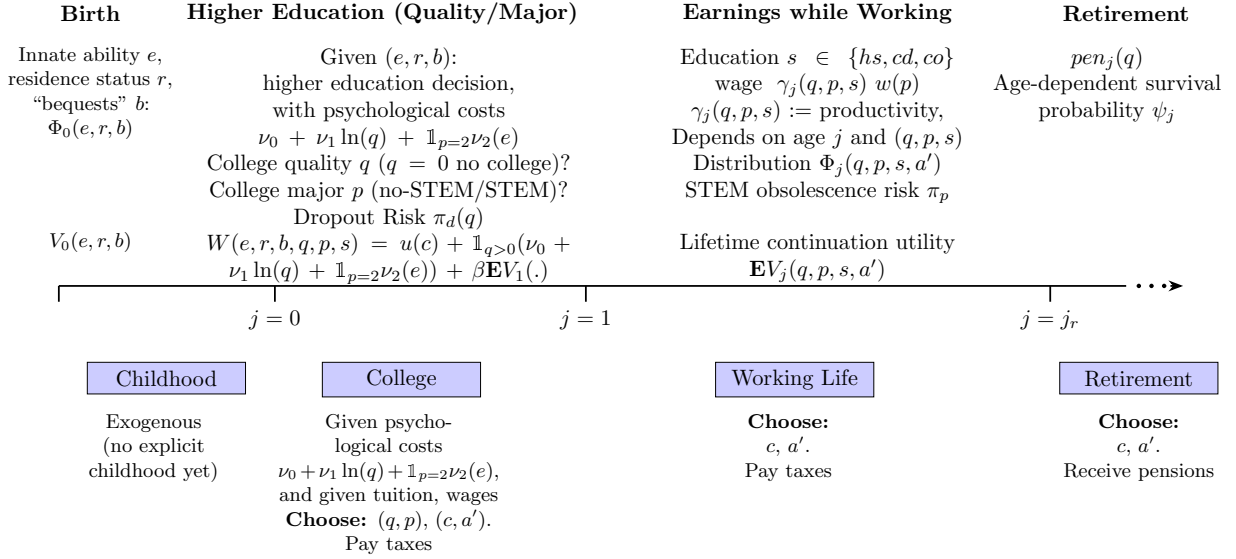 Birth
Innate ability e,
residence status r,
“bequests” b:
Φ₀(e, r, b)
V₀(e, r, b)
Higher Education (Quality/Major)
Given (e, r, b):
higher education decision,
with psychological costs
ν₀ + ν₁ ln(q) + 𝟙ₚ₌₂ν₂(e)
College quality q (q = 0 no college)?
College major p (no-STEM/STEM)?
Dropout Risk π_d(q)
W(e, r, b, q, p, s) = u(c) + 𝟙_{q>0}(ν₀ +
ν₁ ln(q) + 𝟙ₚ₌₂ν₂(e)) + β𝐄V₁(.)
Earnings while Working
Education s ∈ {hs, cd, co}
wage γⱼ(q, p, s) w(p)
γⱼ(q, p, s) := productivity,
Depends on age j and (q, p, s)
Distribution Φⱼ(q, p, s, a′)
STEM obsolescence risk πₚ
Lifetime continuation utility
𝐄Vⱼ(q, p, s, a′)
Retirement
penⱼ(q)
Age-dependent survival
probability ψⱼ
j = 0
j = 1
j = jᵣ
Childhood
Exogenous
(no explicit
childhood yet)
College
Given psycho-
logical costs
ν₀ + ν₁ ln(q) + 𝟙ₚ₌₂ν₂(e),
and given tuition, wages
Choose: (q, p), (c, a′).
Pay taxes
Working Life
Choose:
c, a′.
Pay taxes
Retirement
Choose:
c, a′.
Receive pensions